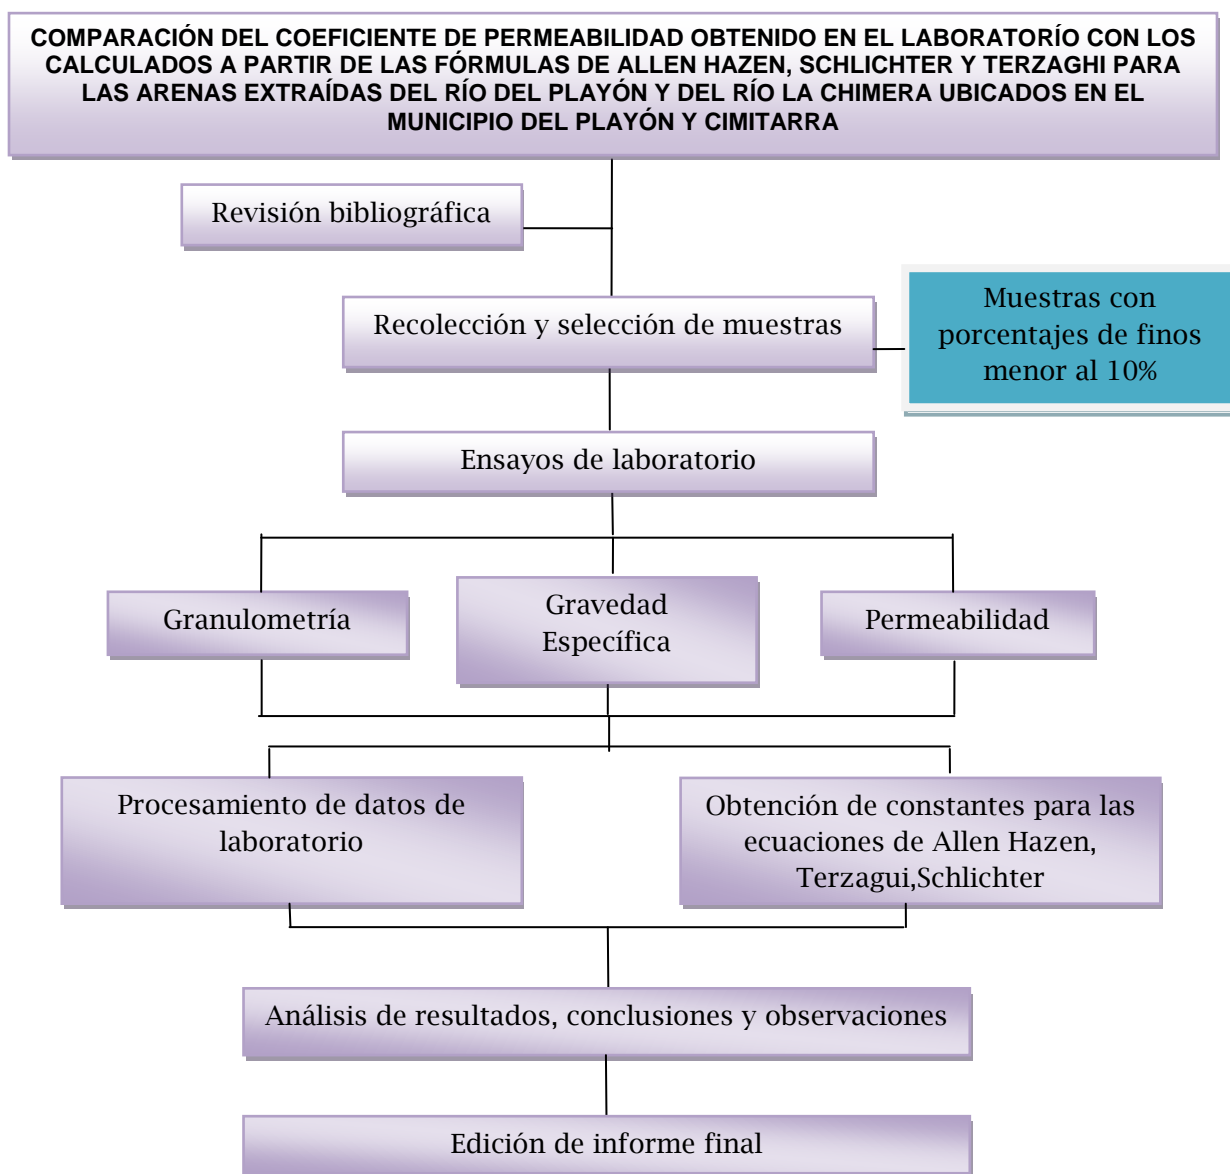 COMPARACIÓN DEL COEFICIENTE DE PERMEABILIDAD OBTENIDO EN EL LABORATORÍO CON LOS
CALCULADOS A PARTIR DE LAS FÓRMULAS DE ALLEN HAZEN, SCHLICHTER Y TERZAGHI PARA
LAS ARENAS EXTRAÍDAS DEL RÍO DEL PLAYÓN Y DEL RÍO LA CHIMERA UBICADOS EN EL
MUNICIPIO DEL PLAYÓN Y CIMITARRA
Revisión bibliográfica
Recolección y selección de muestras
Muestras con
porcentajes de finos
menor al 10%
Ensayos de laboratorio
Granulometría
Gravedad
Específica
Permeabilidad
Procesamiento de datos de
laboratorio
Obtención de constantes para las
ecuaciones de Allen Hazen,
Terzagui,Schlichter
Análisis de resultados, conclusiones y observaciones
Edición de informe final